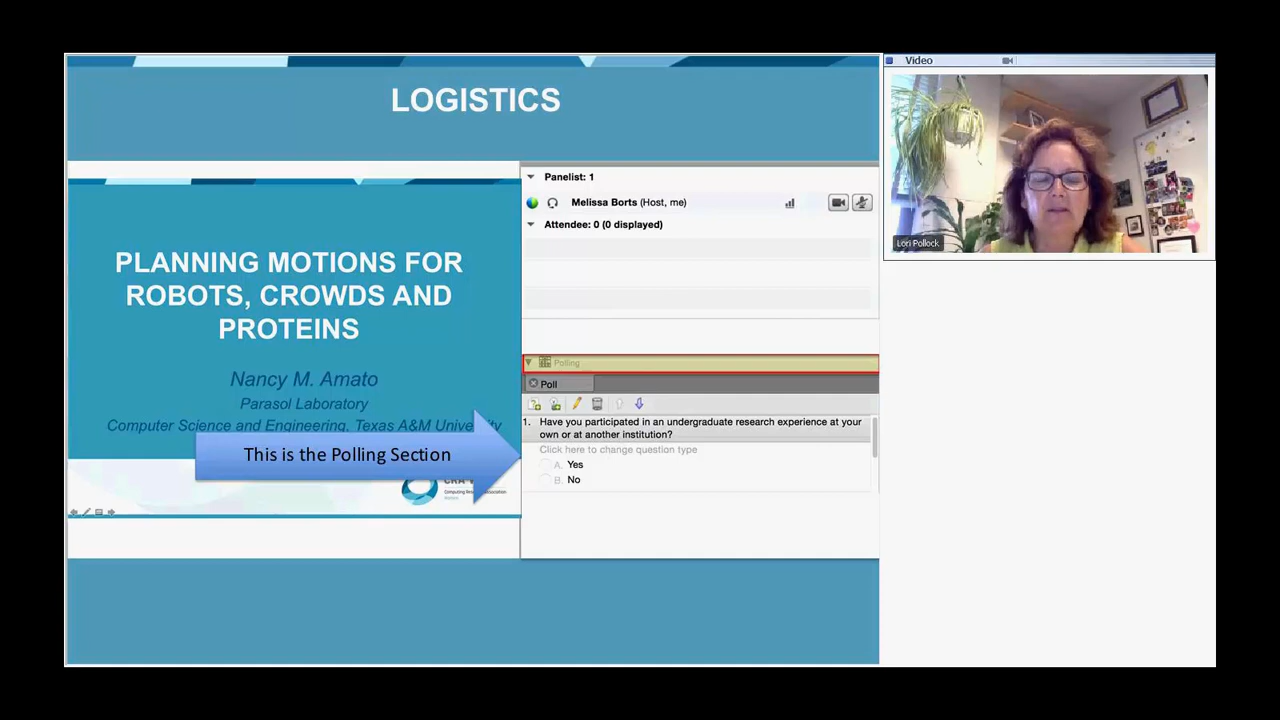 LOGISTICS
Panelist: 1
Melissa Borts (Host, me)
Attendee: 0 (0 displayed)
PLANNING MOTIONS FOR
ROBOTS, CROWDS AND
PROTEINS
Nancy M. Amato
Parasol Laboratory
Computer Science and Engineering, Texas A&M University
This is the Polling Section
Polling
Poll
1. Have you participated in an undergraduate research experience at your
own or at another institution?
Click here to change question type
A. Yes
B. No
Video
Lori Pollock